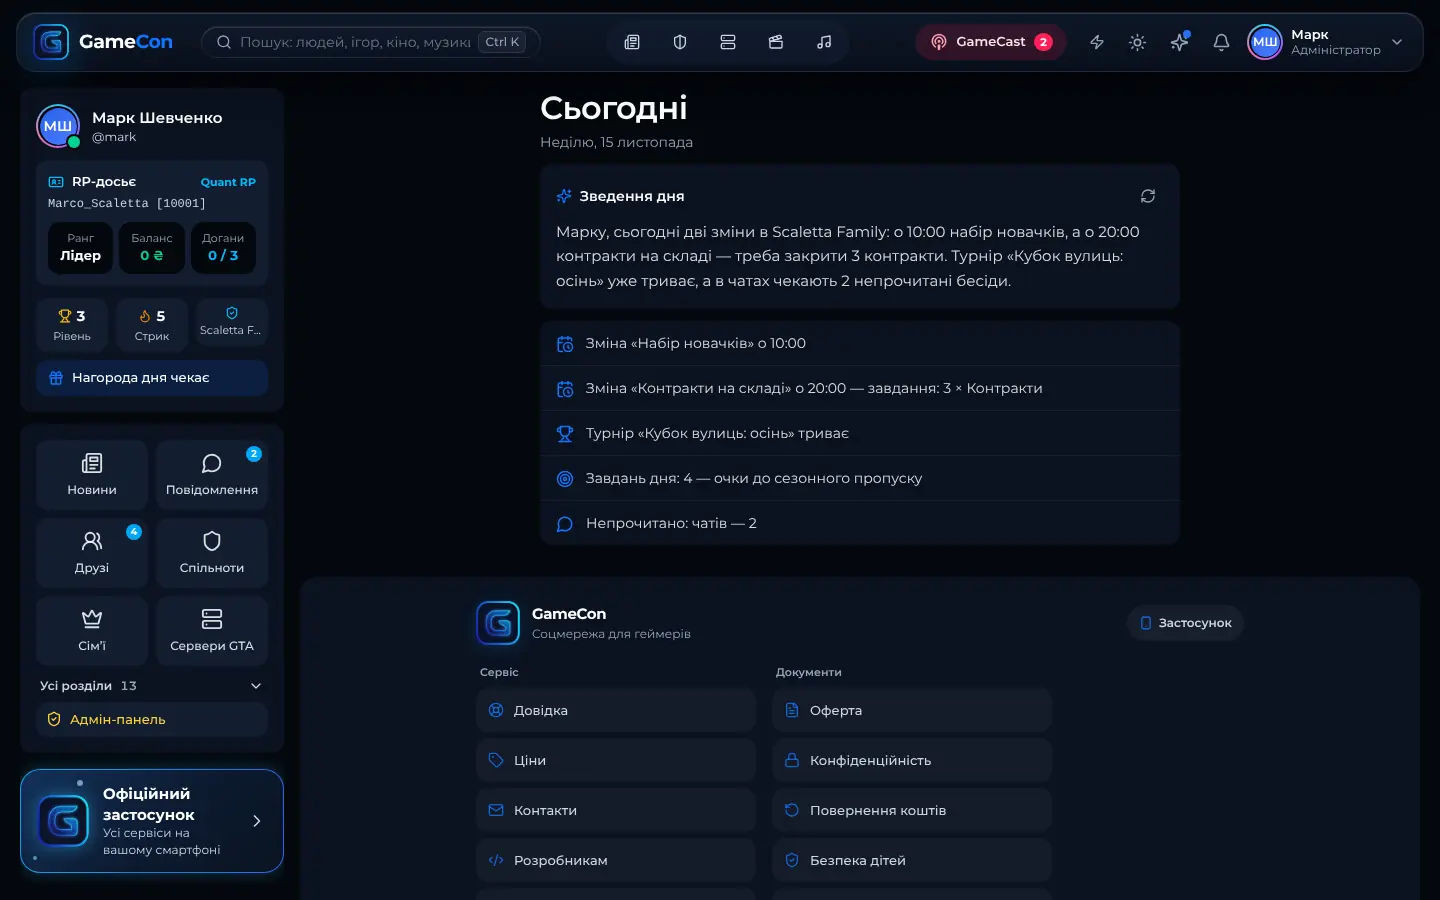 GameCon
Пошук: людей, ігор, кіно, музику
Ctrl K
GameCast 2
МШ
Марк
Адміністратор
МШ
Марк Шевченко
@mark
RP-досьє
Quant RP
Marco_Scaletta [10001]
Ранг
Лідер
Баланс
0 ₴
Догани
0 / 3
3
Рівень
5
Стрик
Scaletta F...
Нагорода дня чекає
Новини
2
Повідомлення
4
Друзі
Спільноти
Сім'ї
Сервери GTA
Усі розділи 13
Адмін-панель
Офіційний
застосунок
Усі сервіси на
вашому смартфоні
Сьогодні
Неділю, 15 листопада
Зведення дня
Марку, сьогодні дві зміни в Scaletta Family: о 10:00 набір новачків, а о 20:00
контракти на складі — треба закрити 3 контракти. Турнір «Кубок вулиць:
осінь» уже триває, а в чатах чекають 2 непрочитані бесіди.
Зміна «Набір новачків» о 10:00
Зміна «Контракти на складі» о 20:00 — завдання: 3 × Контракти
Турнір «Кубок вулиць: осінь» триває
Завдань дня: 4 — очки до сезонного пропуску
Непрочитано: чатів — 2
GameCon
Соцмережа для геймерів
Застосунок
Сервіс
Довідка
Ціни
Контакти
Розробникам
Документи
Оферта
Конфіденційність
Повернення коштів
Безпека дітей